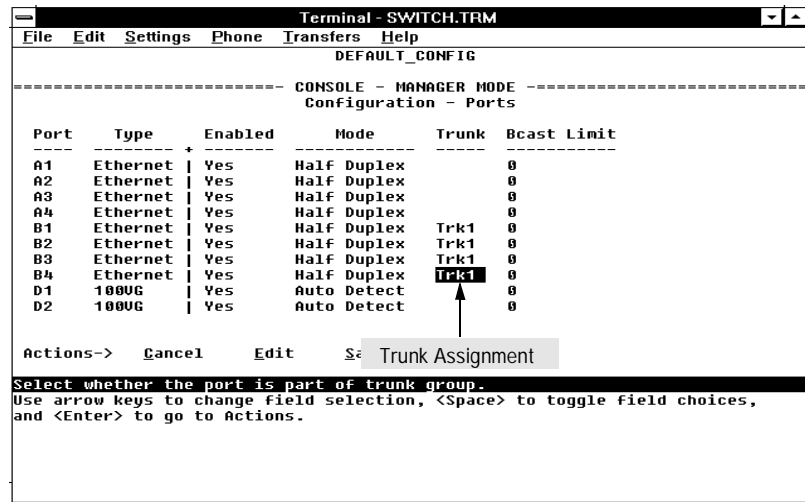 Terminal - SWITCH.TRM
File Edit Settings Phone Transfers Help
DEFAULT_CONFIG
==========================- CONSOLE - MANAGER MODE -==========================
Configuration - Ports
Port Type Enabled Mode Trunk Bcast Limit
---- --------- + ------- ------------- ----- -----------
A1 Ethernet | Yes Half Duplex 0
A2 Ethernet | Yes Half Duplex 0
A3 Ethernet | Yes Half Duplex 0
A4 Ethernet | Yes Half Duplex 0
B1 Ethernet | Yes Half Duplex Trk1 0
B2 Ethernet | Yes Half Duplex Trk1 0
B3 Ethernet | Yes Half Duplex Trk1 0
B4 Ethernet | Yes Half Duplex Trk1 0
D1 100VG | Yes Auto Detect 0
D2 100VG | Yes Auto Detect 0
Actions-> Cancel Edit
Trunk Assignment
Select whether the port is part of trunk group.
Use arrow keys to change field selection, <Space> to toggle field choices,
and <Enter> to go to Actions.